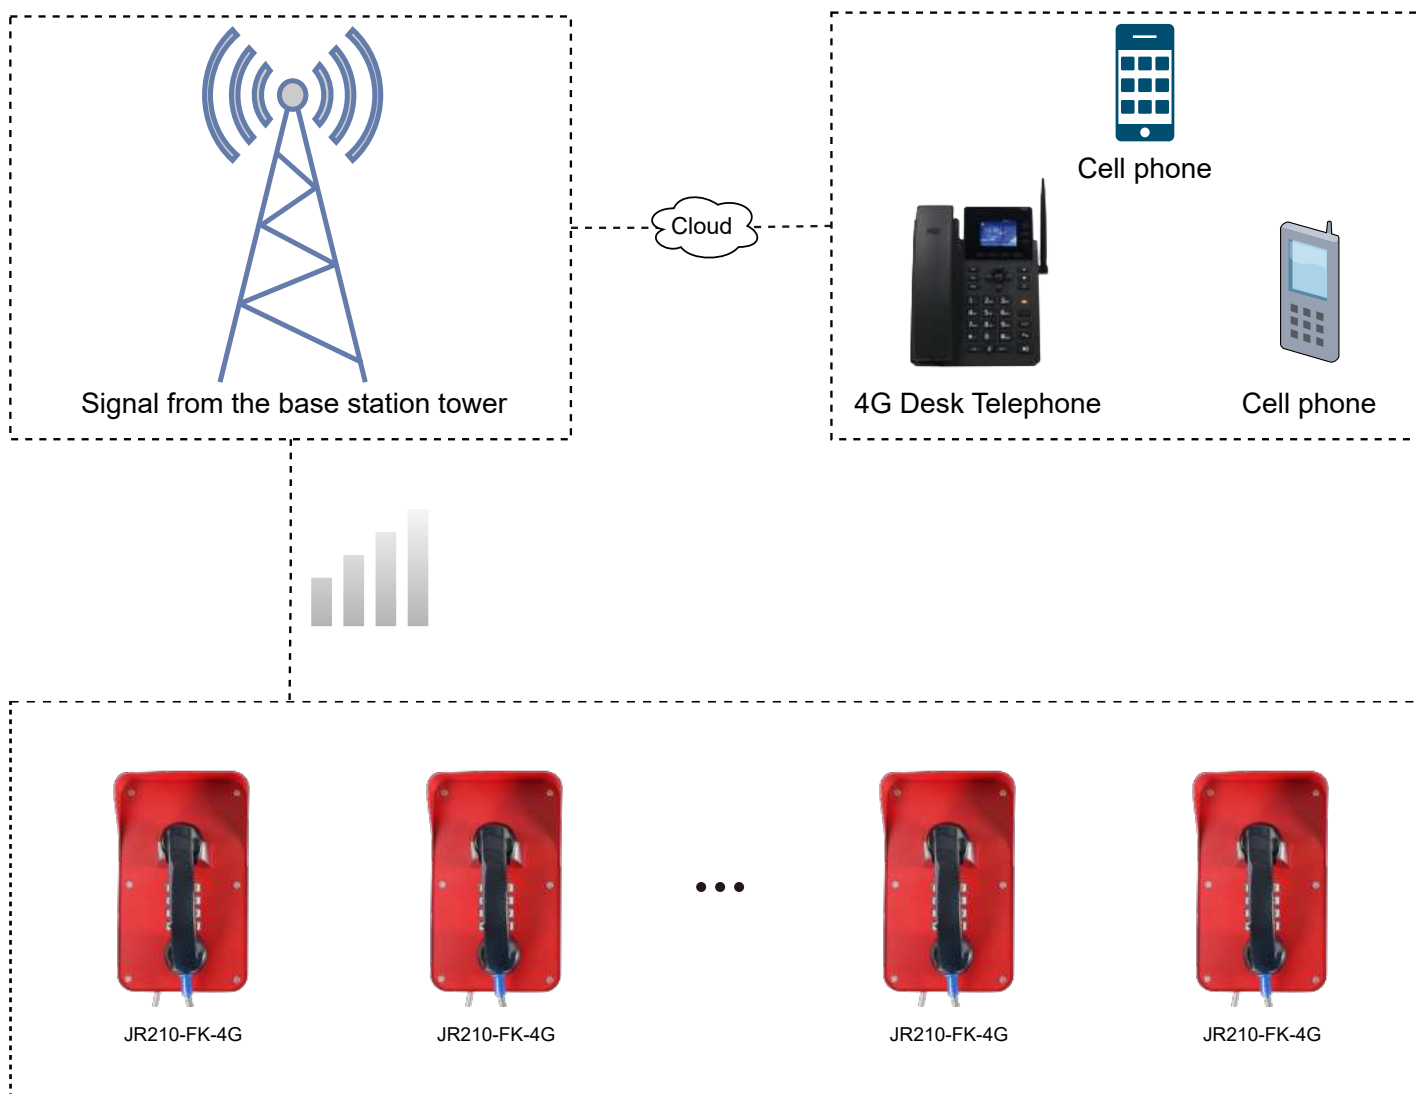 Cell phone
Cloud
Signal from the base station tower
4G Desk Telephone
Cell phone
JR210-FK-4G
JR210-FK-4G
JR210-FK-4G
JR210-FK-4G